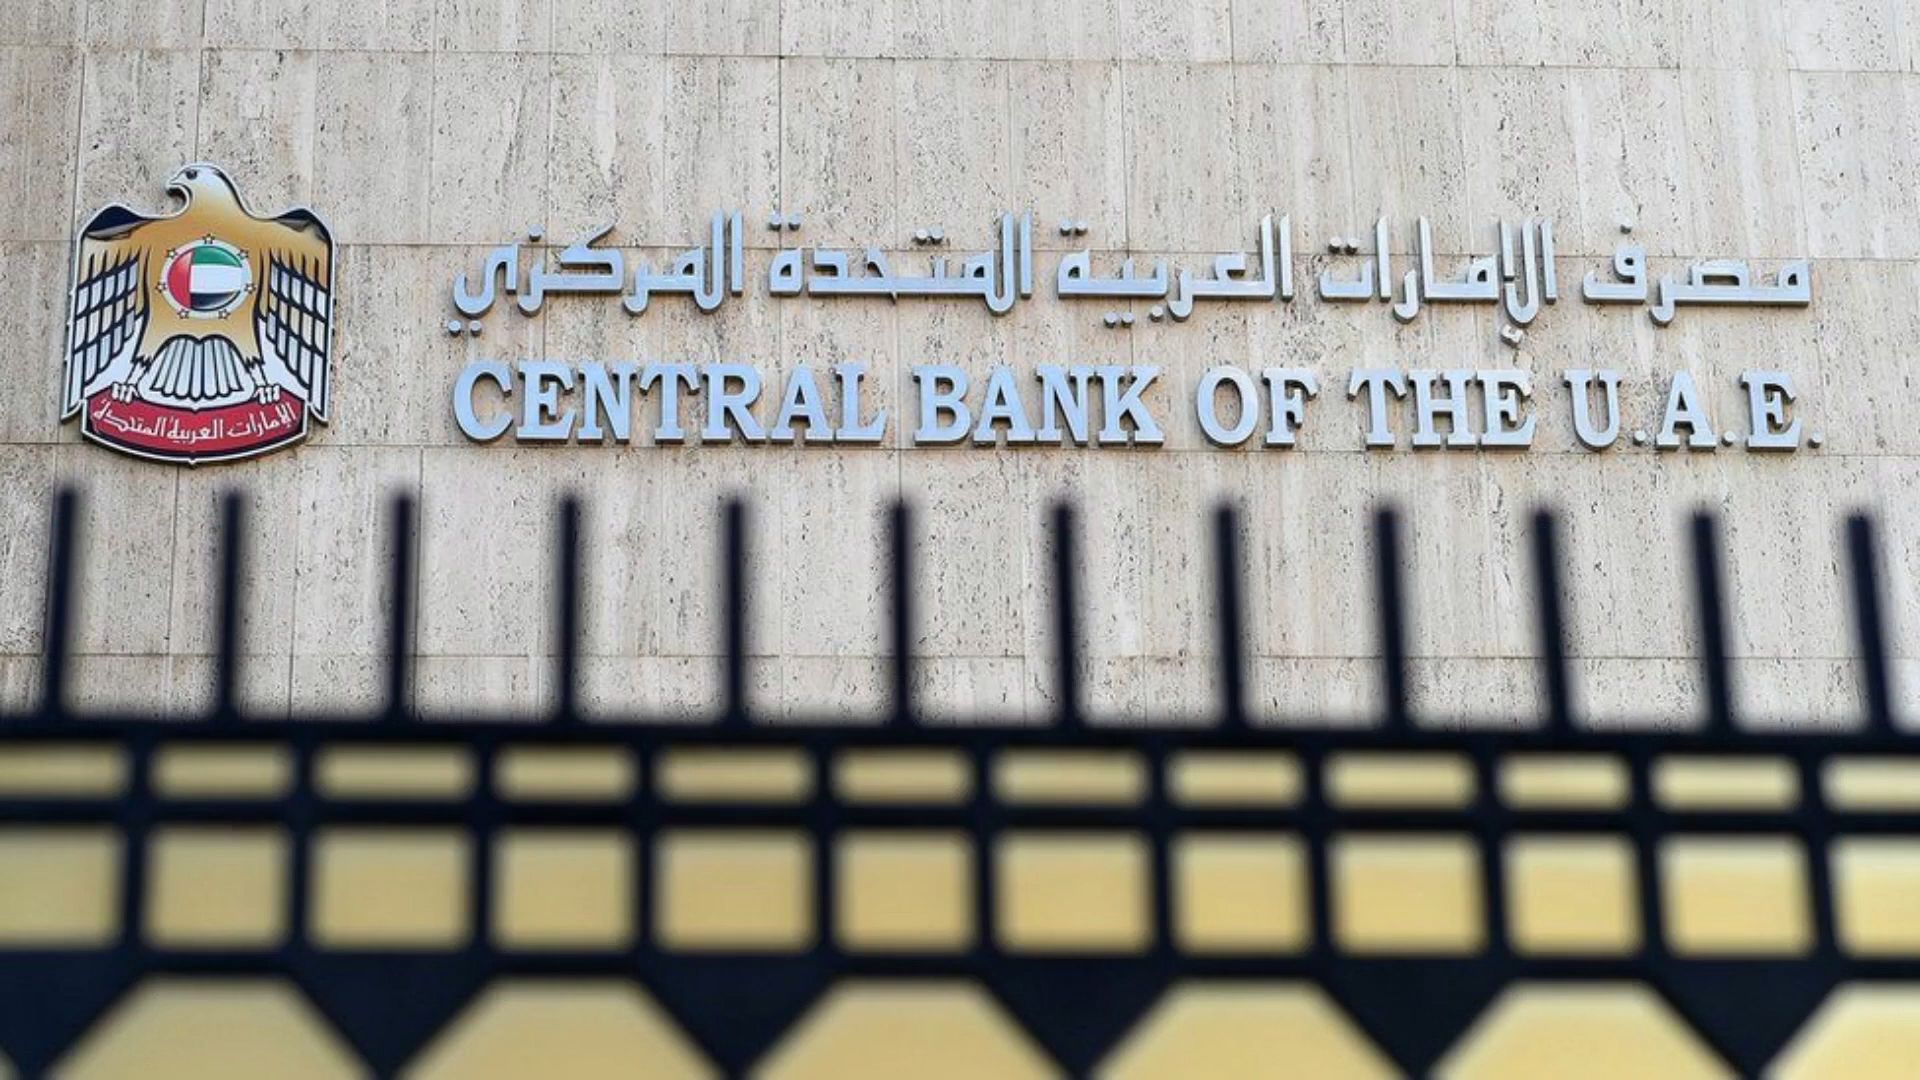 مصرف الإمارات العربية المتحدة المركزي
CENTRAL BANK OF THE U.A.E.
الإمارات العربية المتحدة